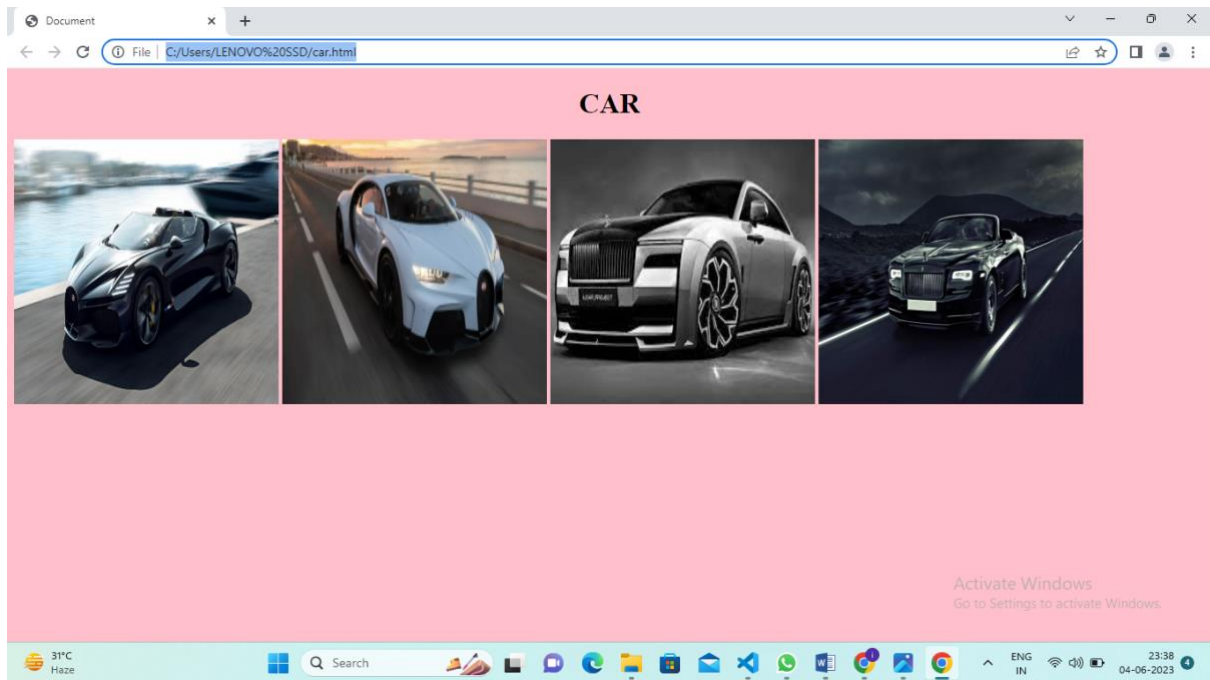 Document
File
C:/Users/LENOVO%20SSD/car.html
CAR
Activate Windows
Go to Settings to activate Windows.
31°C
Haze
Search
ENG
IN
23:38
04-06-2023
4